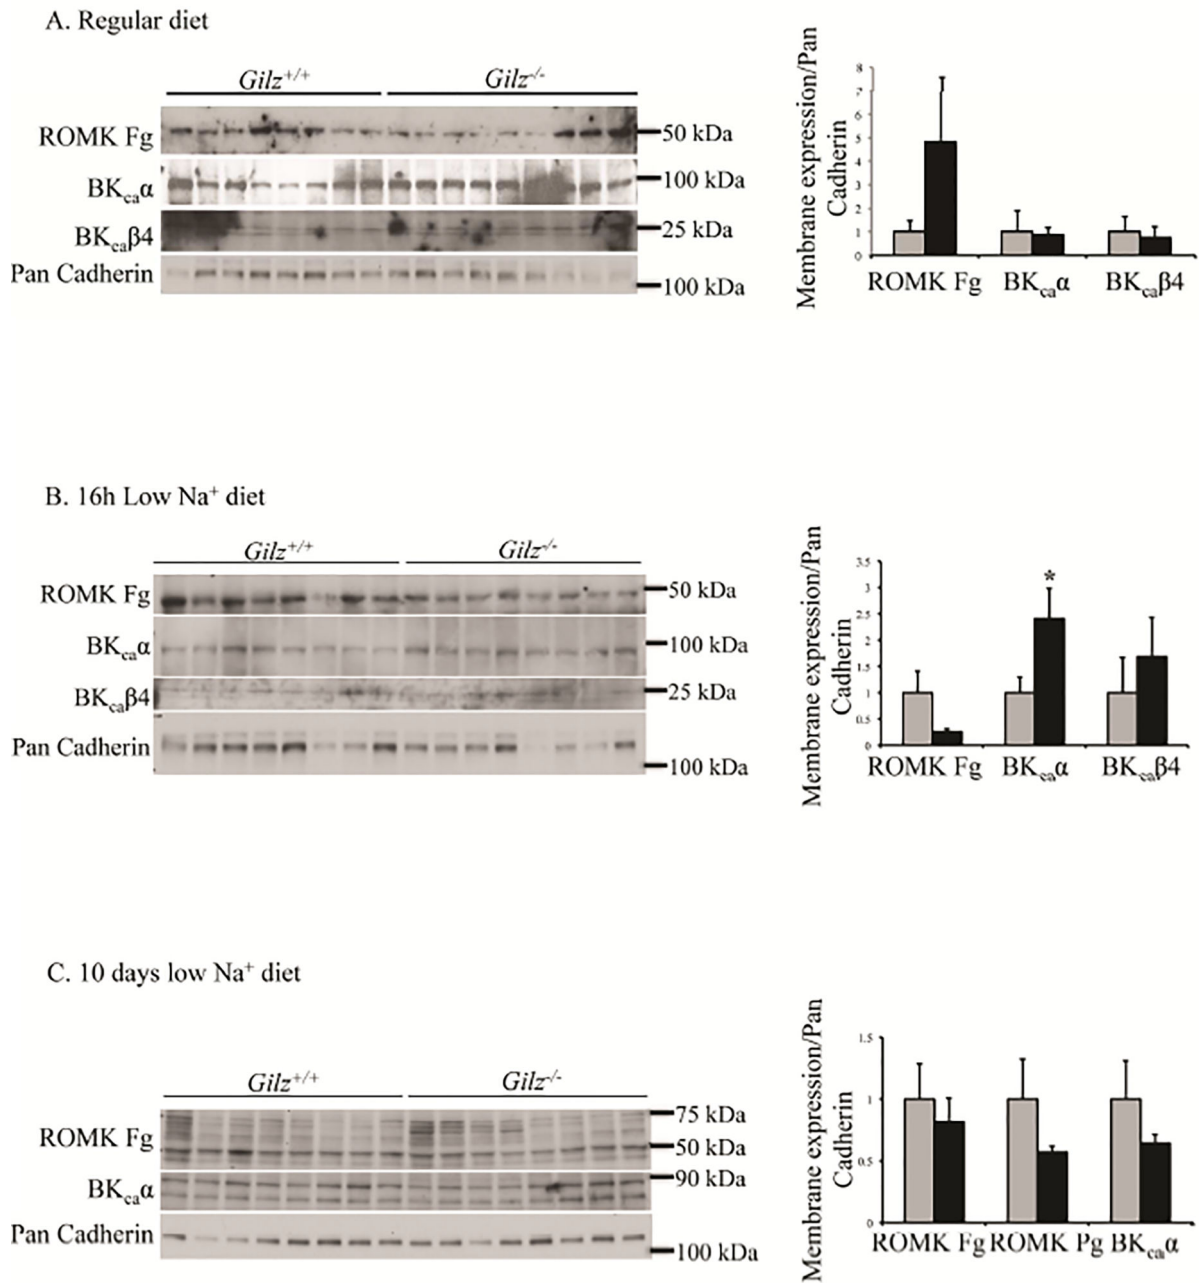 A. Regular diet
Gilz+/+ Gilz-/-
ROMK Fg 50 kDa
BKcaα 100 kDa
BKcaβ4 25 kDa
Pan Cadherin 100 kDa
Membrane expression/Pan
Cadherin
8
7
6
5
4
3
2
1
0
ROMK Fg BKcaα BKcaβ4
B. 16h Low Na+ diet
Gilz+/+ Gilz-/-
ROMK Fg 50 kDa
BKcaα 100 kDa
BKcaβ4 25 kDa
Pan Cadherin 100 kDa
Membrane expression/Pan
Cadherin
3.5
3
2.5
2
1.5
1
0.5
0
*
ROMK Fg BKcaα BKcaβ4
C. 10 days low Na+ diet
Gilz+/+ Gilz-/-
75 kDa
ROMK Fg 50 kDa
90 kDa
BKcaα
Pan Cadherin 100 kDa
Membrane expression/Pan
Cadherin
1.5
1
0.5
0
ROMK Fg ROMK Pg BKcaα